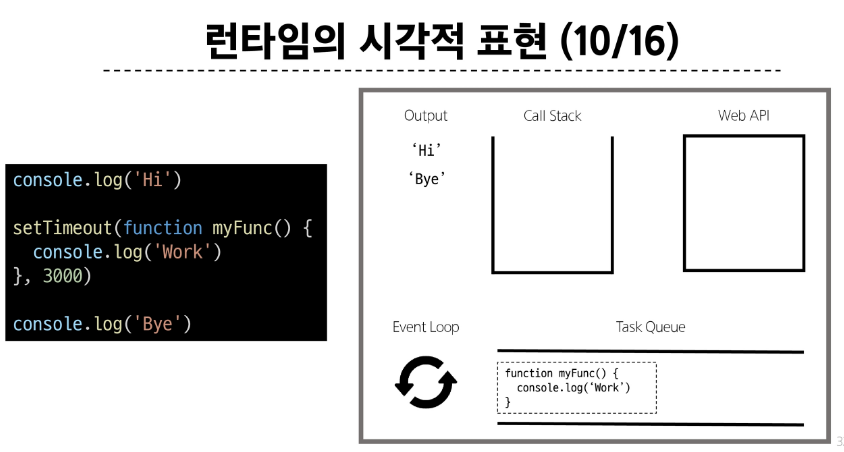 런타임의 시각적 표현 (10/16)
console.log('Hi')
setTimeout(function myFunc() {
  console.log('Work')
}, 3000)
console.log('Bye')
Output
Call Stack
Web API
‘Hi’
‘Bye’
Event Loop
Task Queue
function myFunc() {
  console.log(‘Work’)
}
3